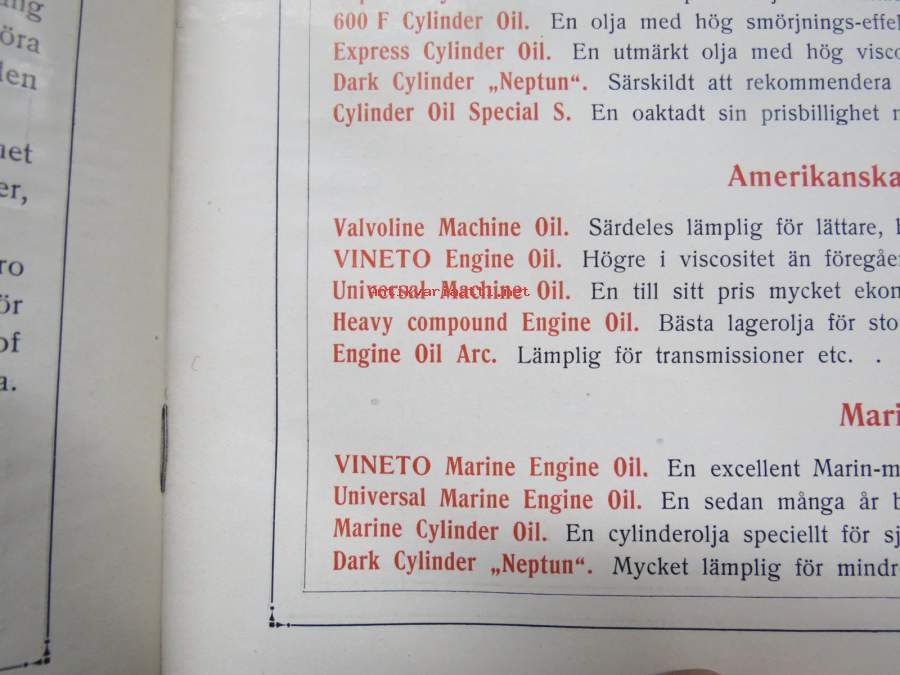 öra
600 F Cylinder Oil. En olja med hög smörjnings-effek
Express Cylinder Oil. En utmärkt olja med hög visco
Dark Cylinder „Neptun“. Särskildt att rekommendera
Cylinder Oil Special S. En oaktadt sin prisbillighet
er,
Amerikanska
Valvoline Machine Oil. Särdeles lämplig för lättare,
VINETO Engine Oil. Högre i viscositet än föregåe
Universal Machine Oil. En till sitt pris mycket ekon
antikvariaatti.net
Heavy compound Engine Oil. Bästa lagerolja för sto
Engine Oil Arc. Lämplig för transmissioner etc. .
ro
ör
of
a.
Mari
VINETO Marine Engine Oil. En excellent Marin-m
Universal Marine Engine Oil. En sedan många år b
Marine Cylinder Oil. En cylinderolja speciellt för sj
Dark Cylinder „Neptun“. Mycket lämplig för mindr